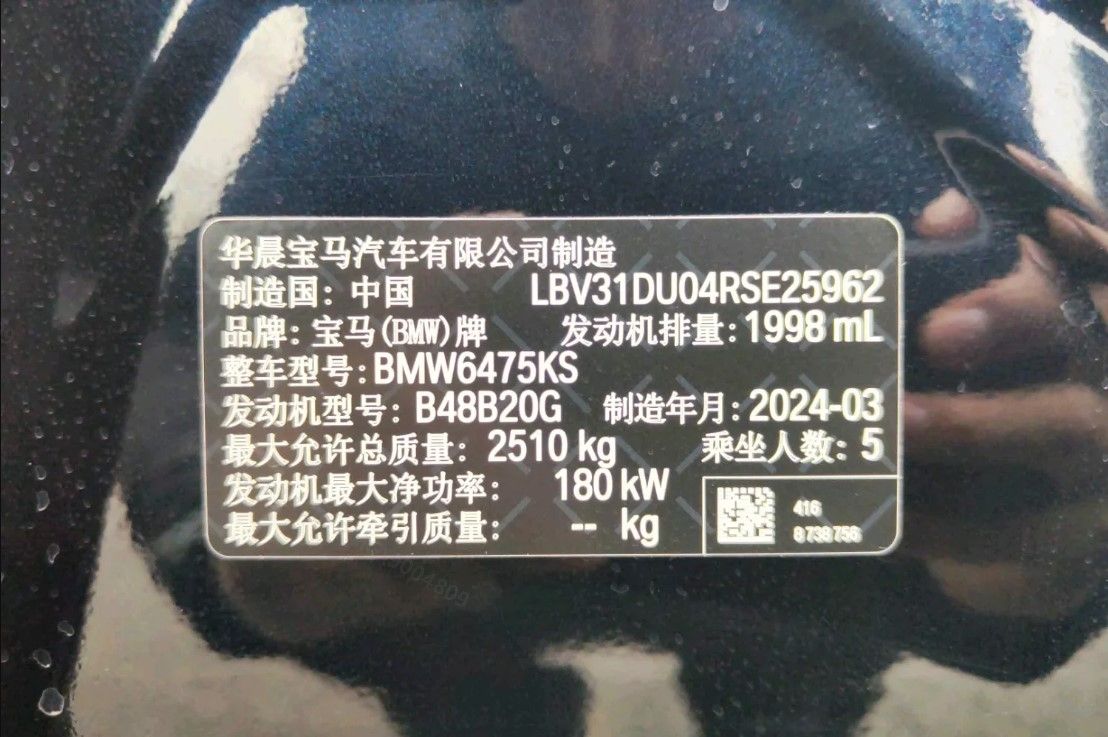 华晨宝马汽车有限公司制造
制造国: 中国 LBV31DU04RSE25962
品牌: 宝马(BMW)牌 发动机排量: 1998 mL
整车型号: BMW6475KS
发动机型号: B48B20G 制造年月: 2024-03
最大允许总质量: 2510 kg 乘坐人数: 5
发动机最大净功率: 180 kW
最大允许牵引质量: -- kg
416
8738758